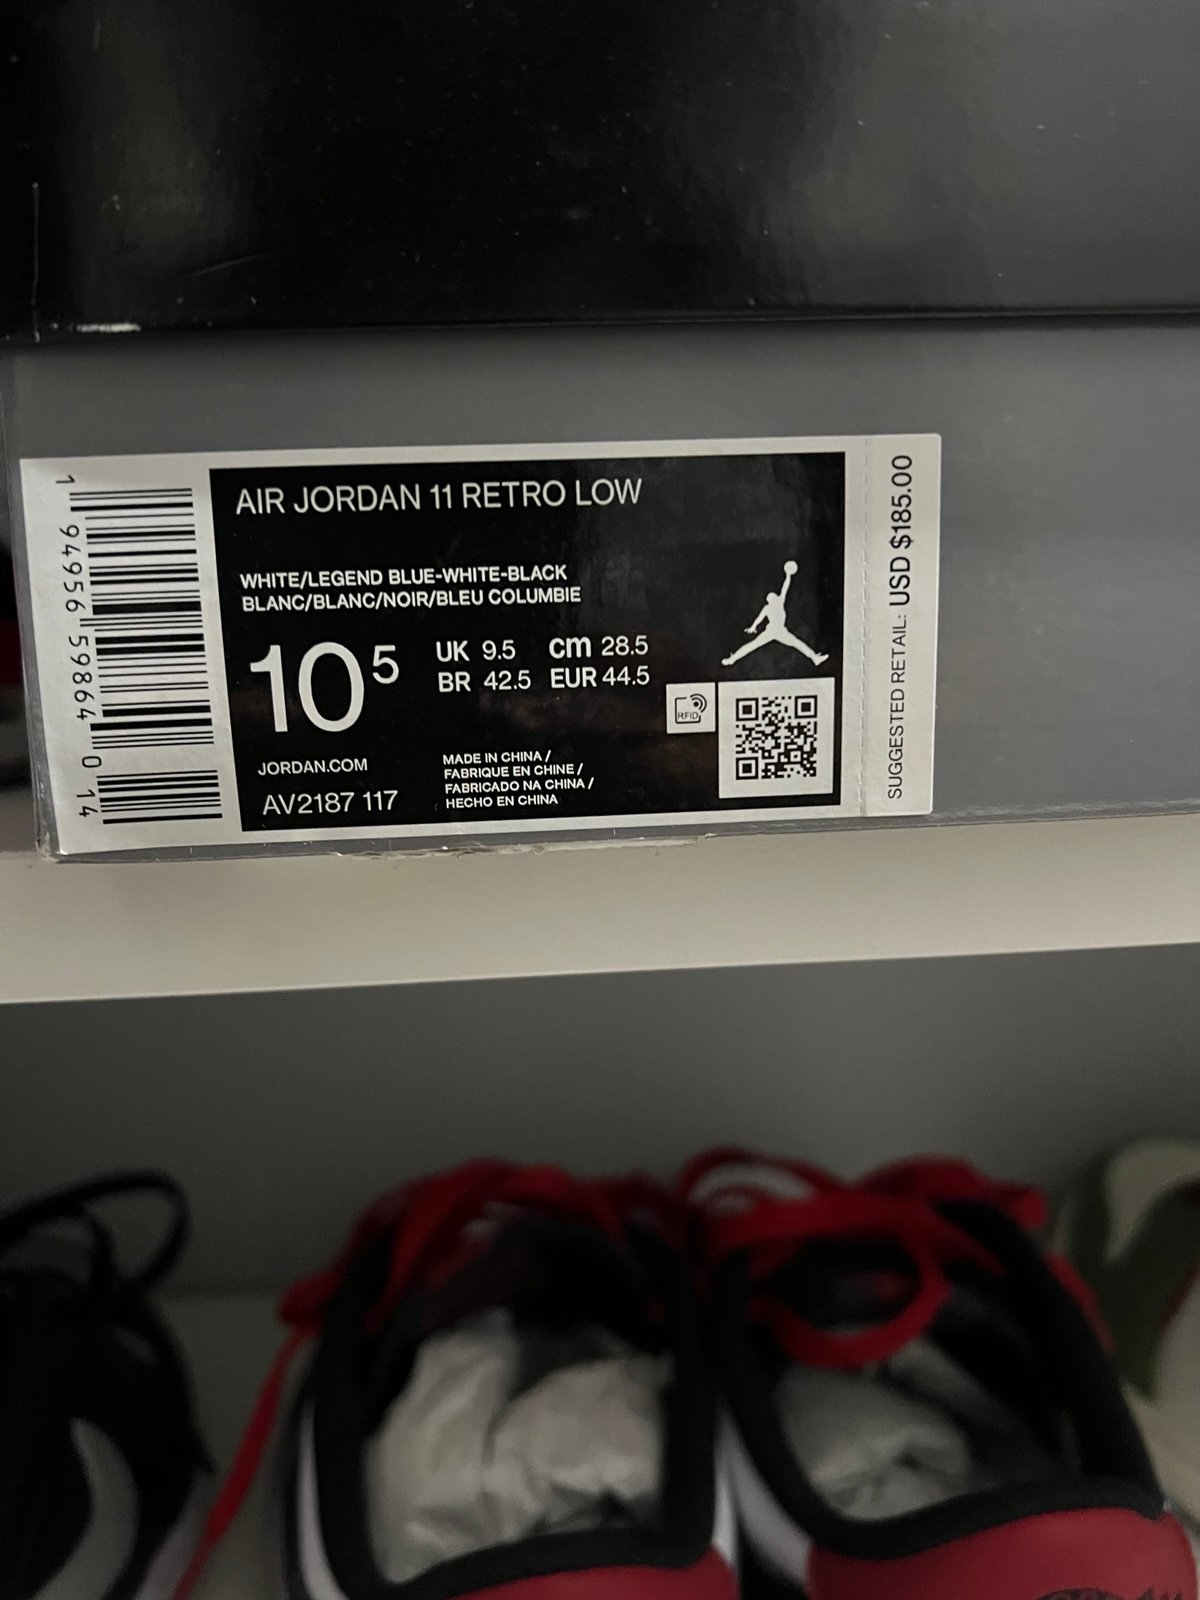 AIR JORDAN 11 RETRO LOW
WHITE/LEGEND BLUE-WHITE-BLACK
BLANC/BLANC/NOIR/BLEU COLUMBIE
10 5
UK 9.5 cm 28.5
BR 42.5 EUR 44.5
RFID
JORDAN.COM
AV2187 117
MADE IN CHINA /
FABRIQUE EN CHINE /
FABRICADO NA CHINA /
HECHO EN CHINA
SUGGESTED RETAIL: USD $185.00
1 94956 59864 0 14